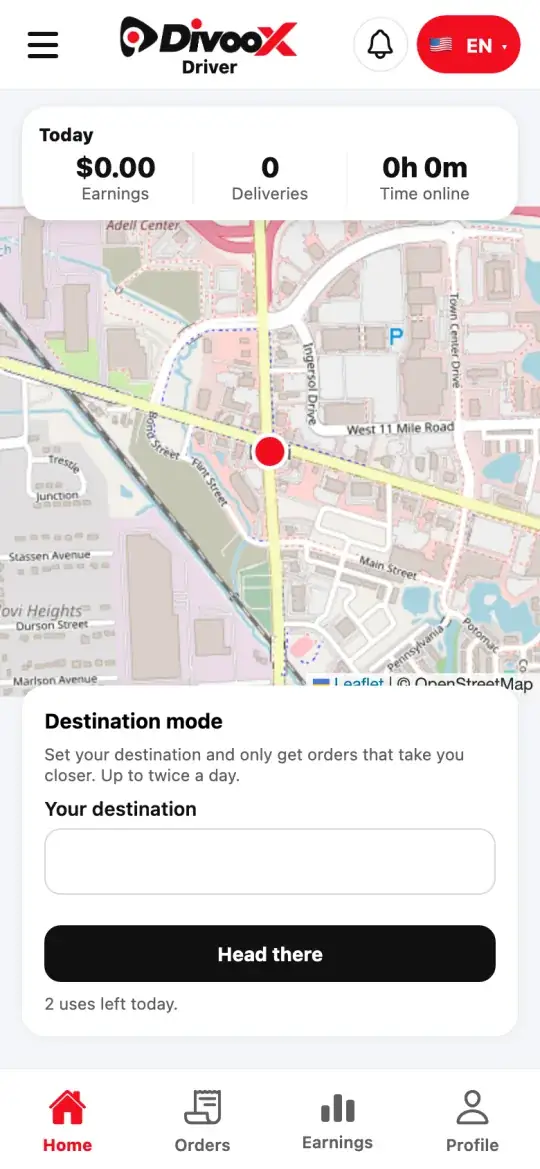 DivooX
Driver
EN
Today
$0.00
Earnings
0
Deliveries
0h 0m
Time online
Adell Center
Town Center Drive
Ingersol Drive
P
West 11 Mile Road
Bond Street
Flint Street
Trestle
Junction
Stassen Avenue
Main Street
ovi Heights
Durson Street
Pennsylvania
Potomac
Co
Marlson Avenue
Leaflet | © OpenStreetMap
Destination mode
Set your destination and only get orders that take you
closer. Up to twice a day.
Your destination
Head there
2 uses left today.
Home
Orders
Earnings
Profile